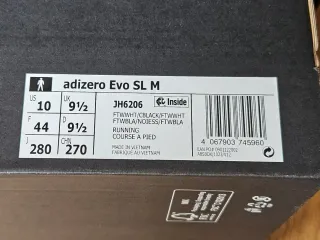 adizero Evo SL M
US 10 UK 9½
F 44 D 9½
J 280 CHN 270
JH6206 Inside
FTWWHT/CBLACK/FTWWHT
FTWBLA/NOIESS/FTWBLA
RUNNING
COURSE A PIED
MADE IN VIETNAM
FABRIQUE AU VIETNAM
4 067903 745960